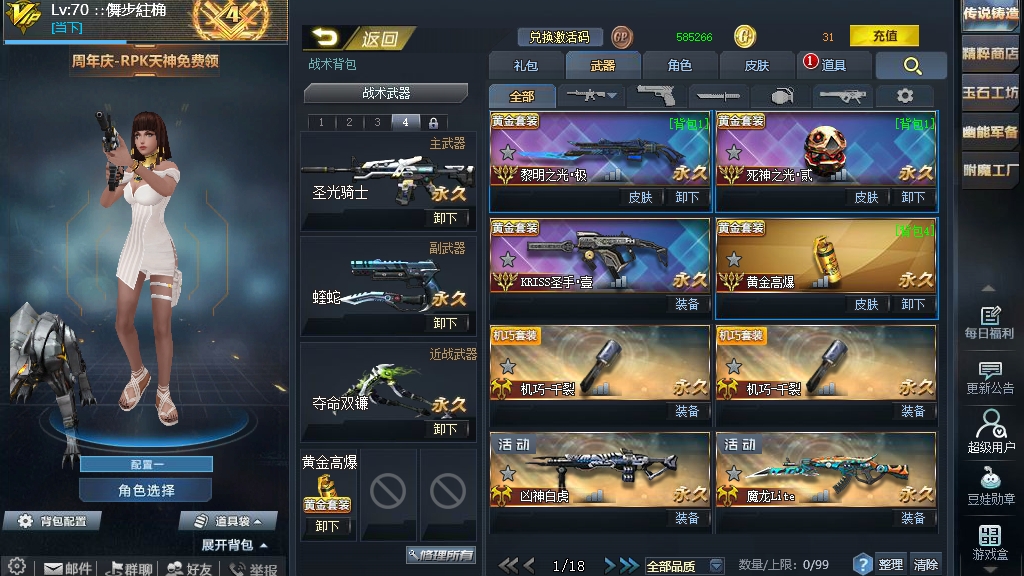 VIP
Lv:70 ::儛步紅桷
[当下]
4
周年庆-RPK天神免费领
配置一
角色选择
背包配置
道具袋
展开背包
邮件
群聊
好友
举报
返回
战术背包
战术武器
1 2 3 4
主武器
圣光骑士
永久
卸下
副武器
蝰蛇
永久
卸下
近战武器
夺命双镰
永久
卸下
黄金高爆
黄金套装
卸下
修理所有
兑换激活码
GP
585266
G
31
充值
礼包
武器
角色
皮肤
1
道具
全部
黄金套装
[背包1]
黎明之光·极
永久
皮肤
卸下
黄金套装
[背包1]
死神之光·贰
永久
皮肤
卸下
黄金套装
KRISS圣手·壹
永久
装备
黄金套装
[背包4]
黄金高爆
永久
皮肤
卸下
机巧套装
机巧-千裂
永久
装备
机巧套装
机巧-千裂
永久
装备
活动
凶神白虎
永久
装备
活动
魔龙Lite
永久
装备
1/18
全部品质
数量/上限: 0/99
?
整理
清除
传说铸造
精粹商店
玉石工坊
幽能军备
附魔工厂
每日福利
更新公告
超级用户
豆娃勋章
游戏盒